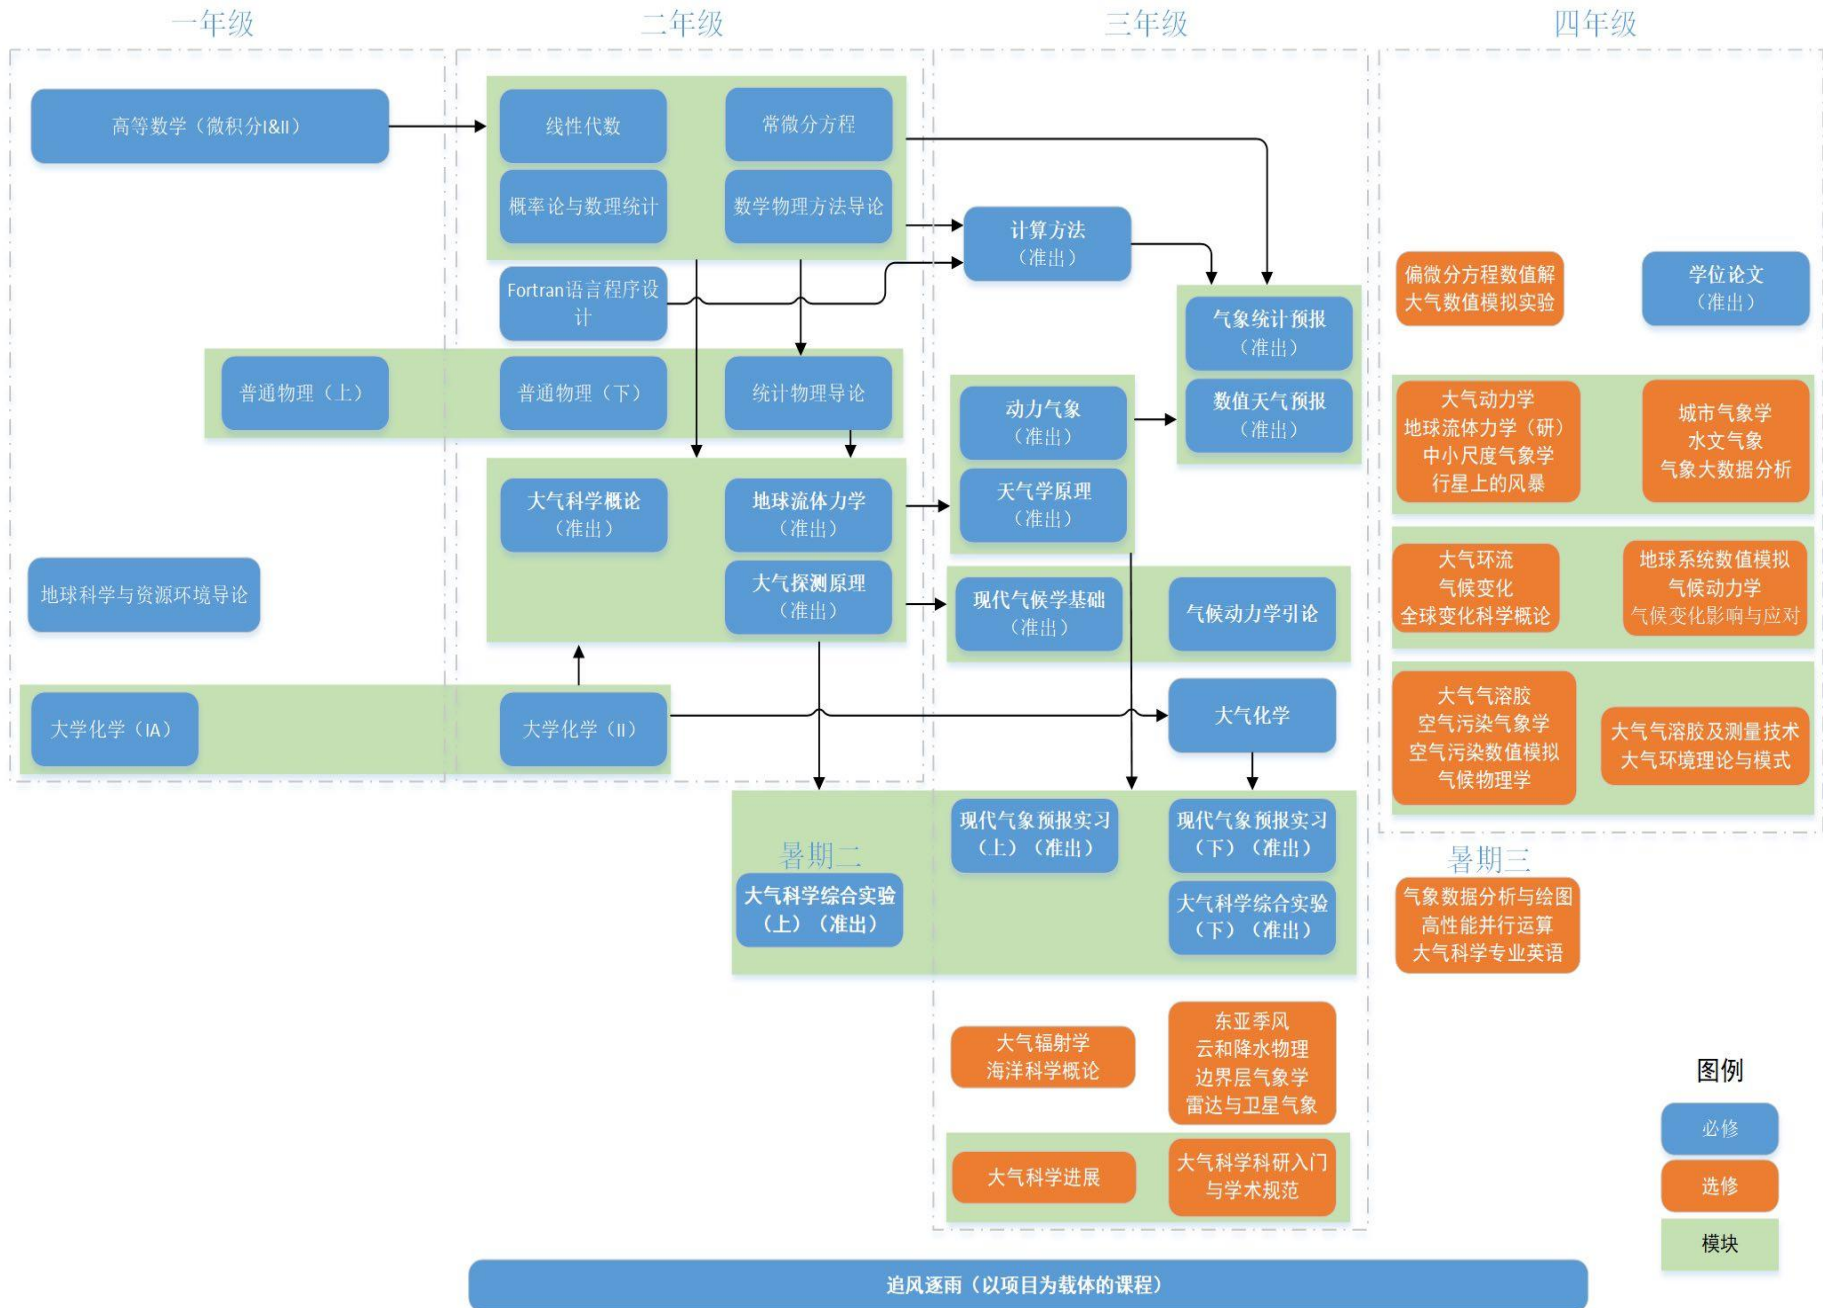 一年级
二年级
三年级
四年级
高等数学（微积分I&II）
线性代数
常微分方程
概率论与数理统计
数学物理方法导论
Fortran语言程序设
计
普通物理（上）
普通物理（下）
统计物理导论
大气科学概论
（准出）
地球流体力学
（准出）
大气探测原理
（准出）
地球科学与资源环境导论
大学化学（IA）
大学化学（II）
计算方法
（准出）
气象统计预报
（准出）
数值天气预报
（准出）
动力气象
（准出）
天气学原理
（准出）
现代气候学基础
（准出）
气候动力学引论
大气化学
暑期二
大气科学综合实验
（上）（准出）
现代气象预报实习
（上）（准出）
现代气象预报实习
（下）（准出）
大气科学综合实验
（下）（准出）
大气辐射学
海洋科学概论
东亚季风
云和降水物理
边界层气象学
雷达与卫星气象
大气科学进展
大气科学科研入门
与学术规范
偏微分方程数值解
大气数值模拟实验
学位论文
（准出）
大气动力学
地球流体力学（研）
中小尺度气象学
行星上的风暴
城市气象学
水文气象
气象大数据分析
大气环流
气候变化
全球变化科学概论
地球系统数值模拟
气候动力学
气候变化影响与应对
大气气溶胶
空气污染气象学
空气污染数值模拟
气候物理学
大气气溶胶及测量技术
大气环境理论与模式
暑期三
气象数据分析与绘图
高性能并行运算
大气科学专业英语
图例
必修
选修
模块
追风逐雨（以项目为载体的课程）